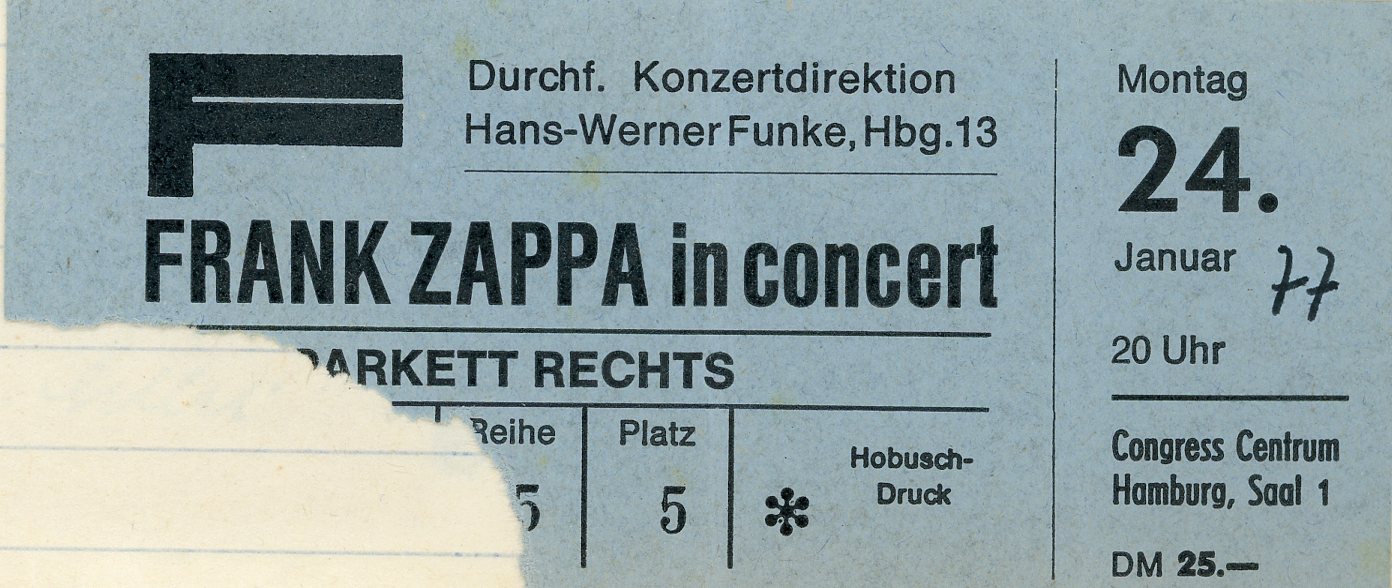 F
Durchf. Konzertdirektion
Hans-Werner Funke, Hbg.13
FRANK ZAPPA in concert
PARKETT RECHTS
Reihe
Platz
5
5
*
Hobusch-
Druck
Montag
24.
Januar 77
20 Uhr
Congress Centrum
Hamburg, Saal 1
DM 25.—